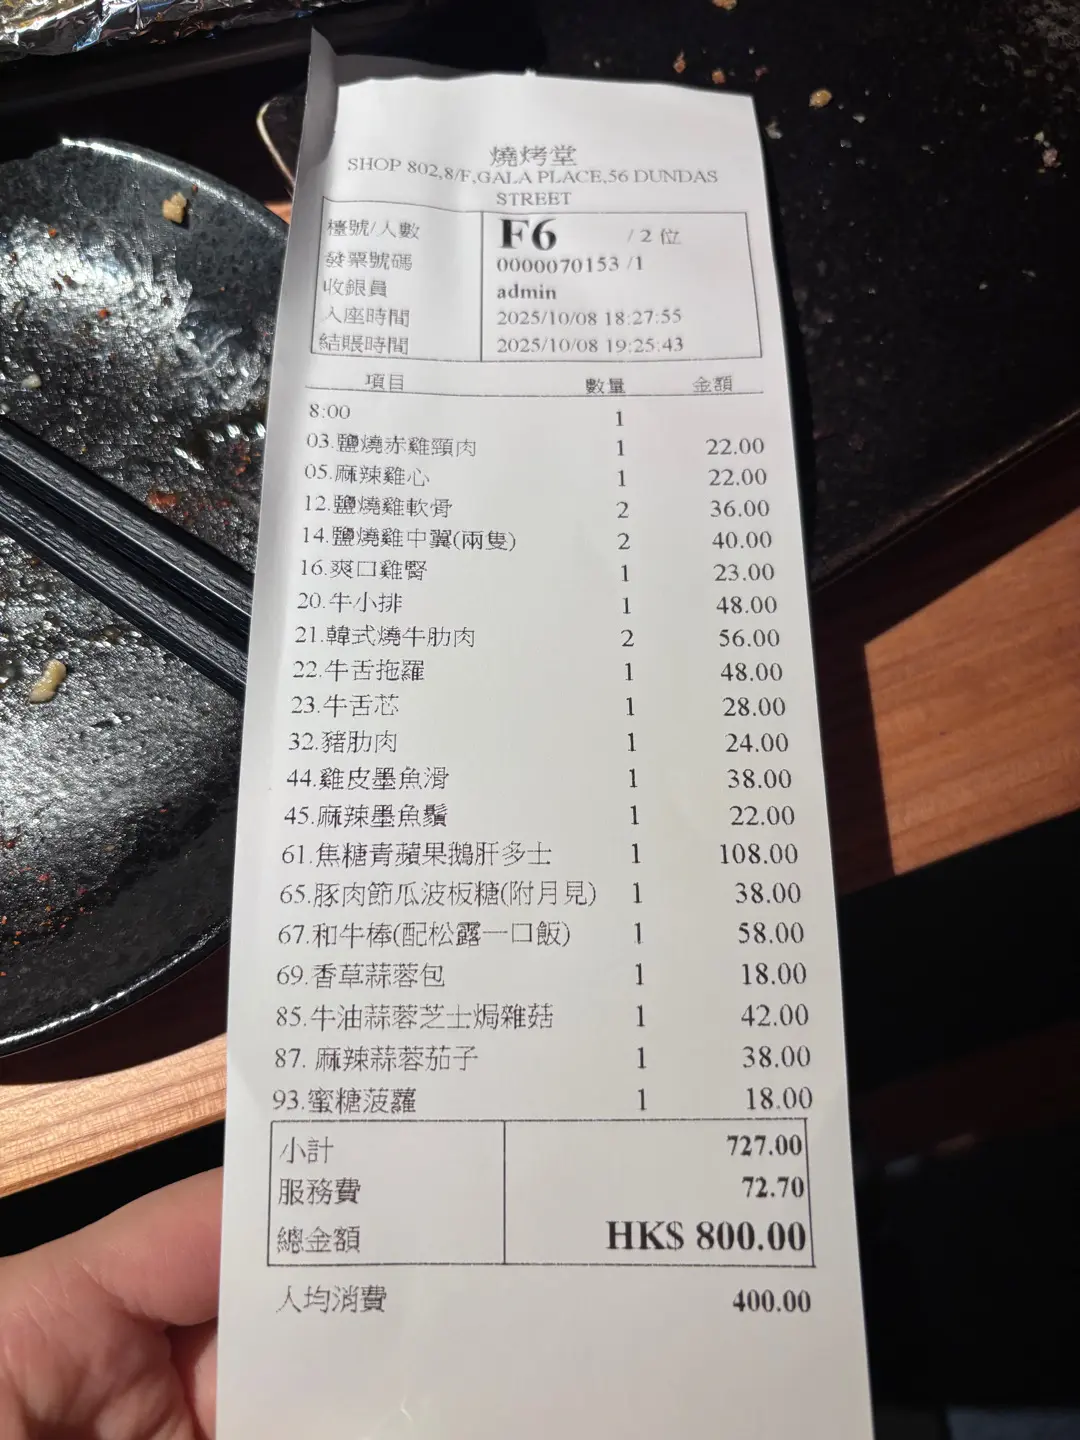 燒烤堂
SHOP 802,8/F,GALA PLACE,56 DUNDAS
STREET
檯號/人數 F6 / 2 位
發票號碼 0000070153 /1
收銀員 admin
入座時間 2025/10/08 18:27:55
結賬時間 2025/10/08 19:25:43
項目 數量 金額
8:00 1
03.鹽燒赤雞頸肉 1 22.00
05.麻辣雞心 1 22.00
12.鹽燒雞軟骨 2 36.00
14.鹽燒雞中翼(兩隻) 2 40.00
16.爽口雞腎 1 23.00
20.牛小排 1 48.00
21.韓式燒牛肋肉 2 56.00
22.牛舌拖羅 1 48.00
23.牛舌芯 1 28.00
32.豬肋肉 1 24.00
44.雞皮墨魚滑 1 38.00
45.麻辣墨魚鬚 1 22.00
61.焦糖青蘋果鵝肝多士 1 108.00
65.豚肉節瓜波板糖(附月見) 1 38.00
67.和牛棒(配松露一口飯) 1 58.00
69.香草蒜蓉包 1 18.00
85.牛油蒜蓉芝士焗雜菇 1 42.00
87. 麻辣蒜蓉茄子 1 38.00
93.蜜糖菠蘿 1 18.00
小計 727.00
服務費 72.70
總金額 HK$ 800.00
人均消費 400.00